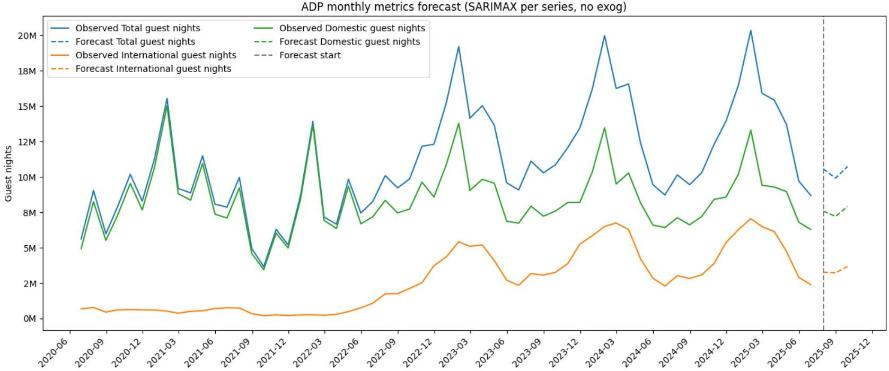 ADP monthly metrics forecast (SARIMAX per series, no exog)
Observed Total guest nights
Forecast Total guest nights
Observed International guest nights
Forecast International guest nights
Observed Domestic guest nights
Forecast Domestic guest nights
Forecast start
Guest nights
20M
18M
15M
12M
10M
8M
5M
2M
0M
2020-06
2020-09
2020-12
2021-03
2021-06
2021-09
2021-12
2022-03
2022-06
2022-09
2022-12
2023-03
2023-06
2023-09
2023-12
2024-03
2024-06
2024-09
2024-12
2025-03
2025-06
2025-09
2025-12